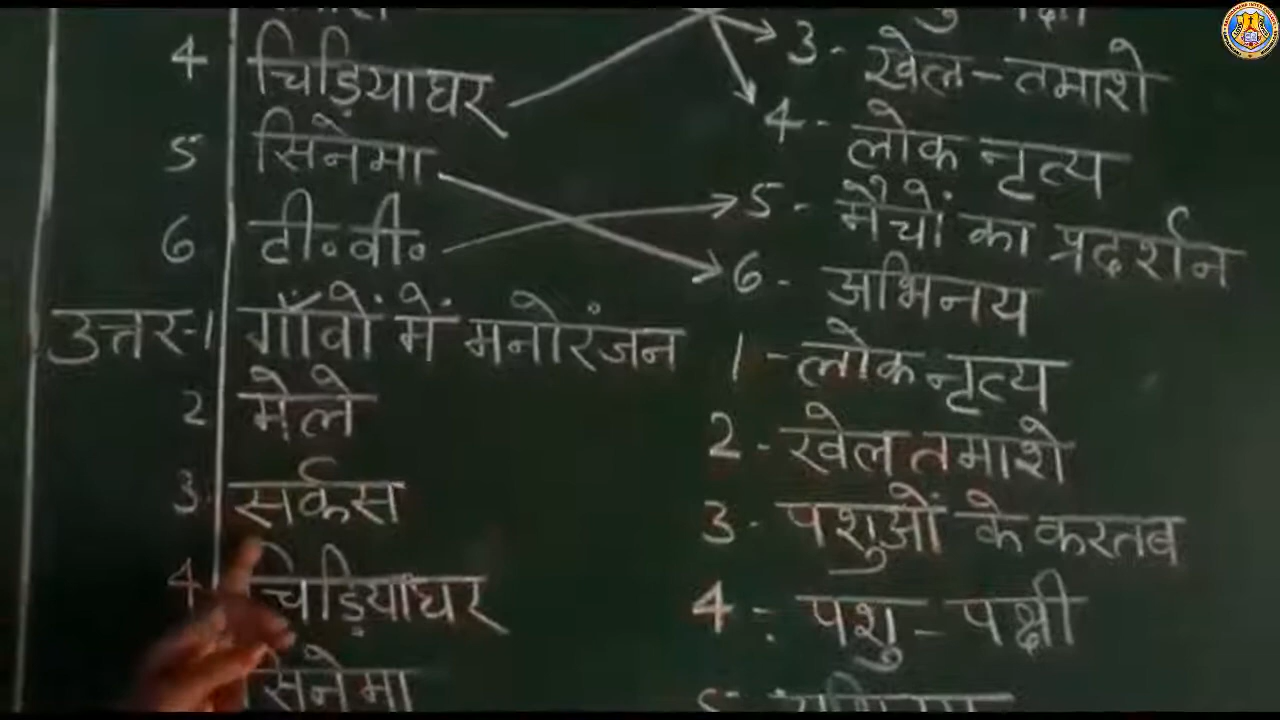 4 चिड़ियाघर 3- खेल-तमाशे
5 सिनेमा 4- लोक नृत्य
6 टी॰वी॰ 5- मैचों का प्रदर्शन
6- अभिनय
उत्तर-1 गाँवों में मनोरंजन 1- लोक नृत्य
2 मेले 2- खेल तमाशे
3. सर्कस 3- पशुओं के करतब
4 चिड़ियाघर 4- पशु-पक्षी
सिनेमा